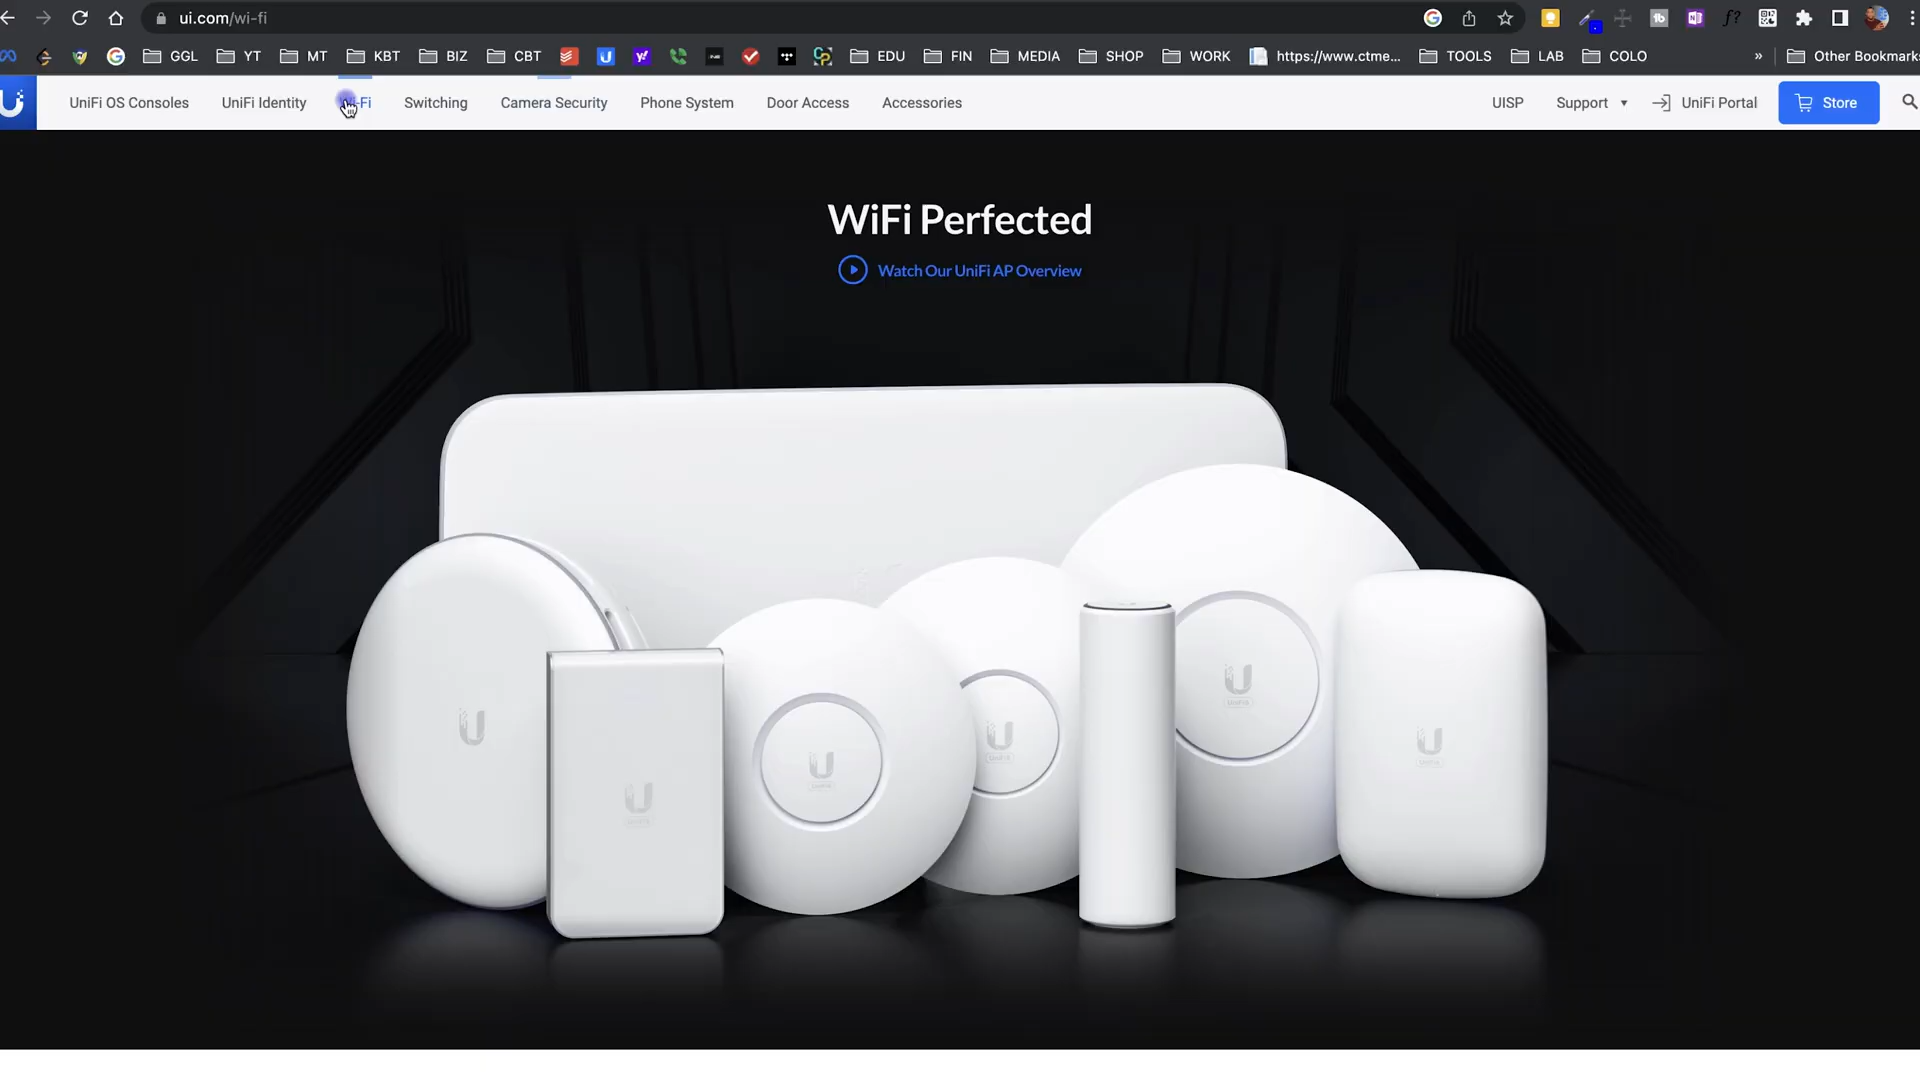 ui.com/wi-fi
GGL YT MT KBT BIZ CBT EDU FIN MEDIA SHOP WORK https://www.ctme... TOOLS LAB COLO » Other Bookmarks
UniFi OS Consoles UniFi Identity Wi-Fi Switching Camera Security Phone System Door Access Accessories UISP Support UniFi Portal Store
WiFi Perfected
Watch Our UniFi AP Overview